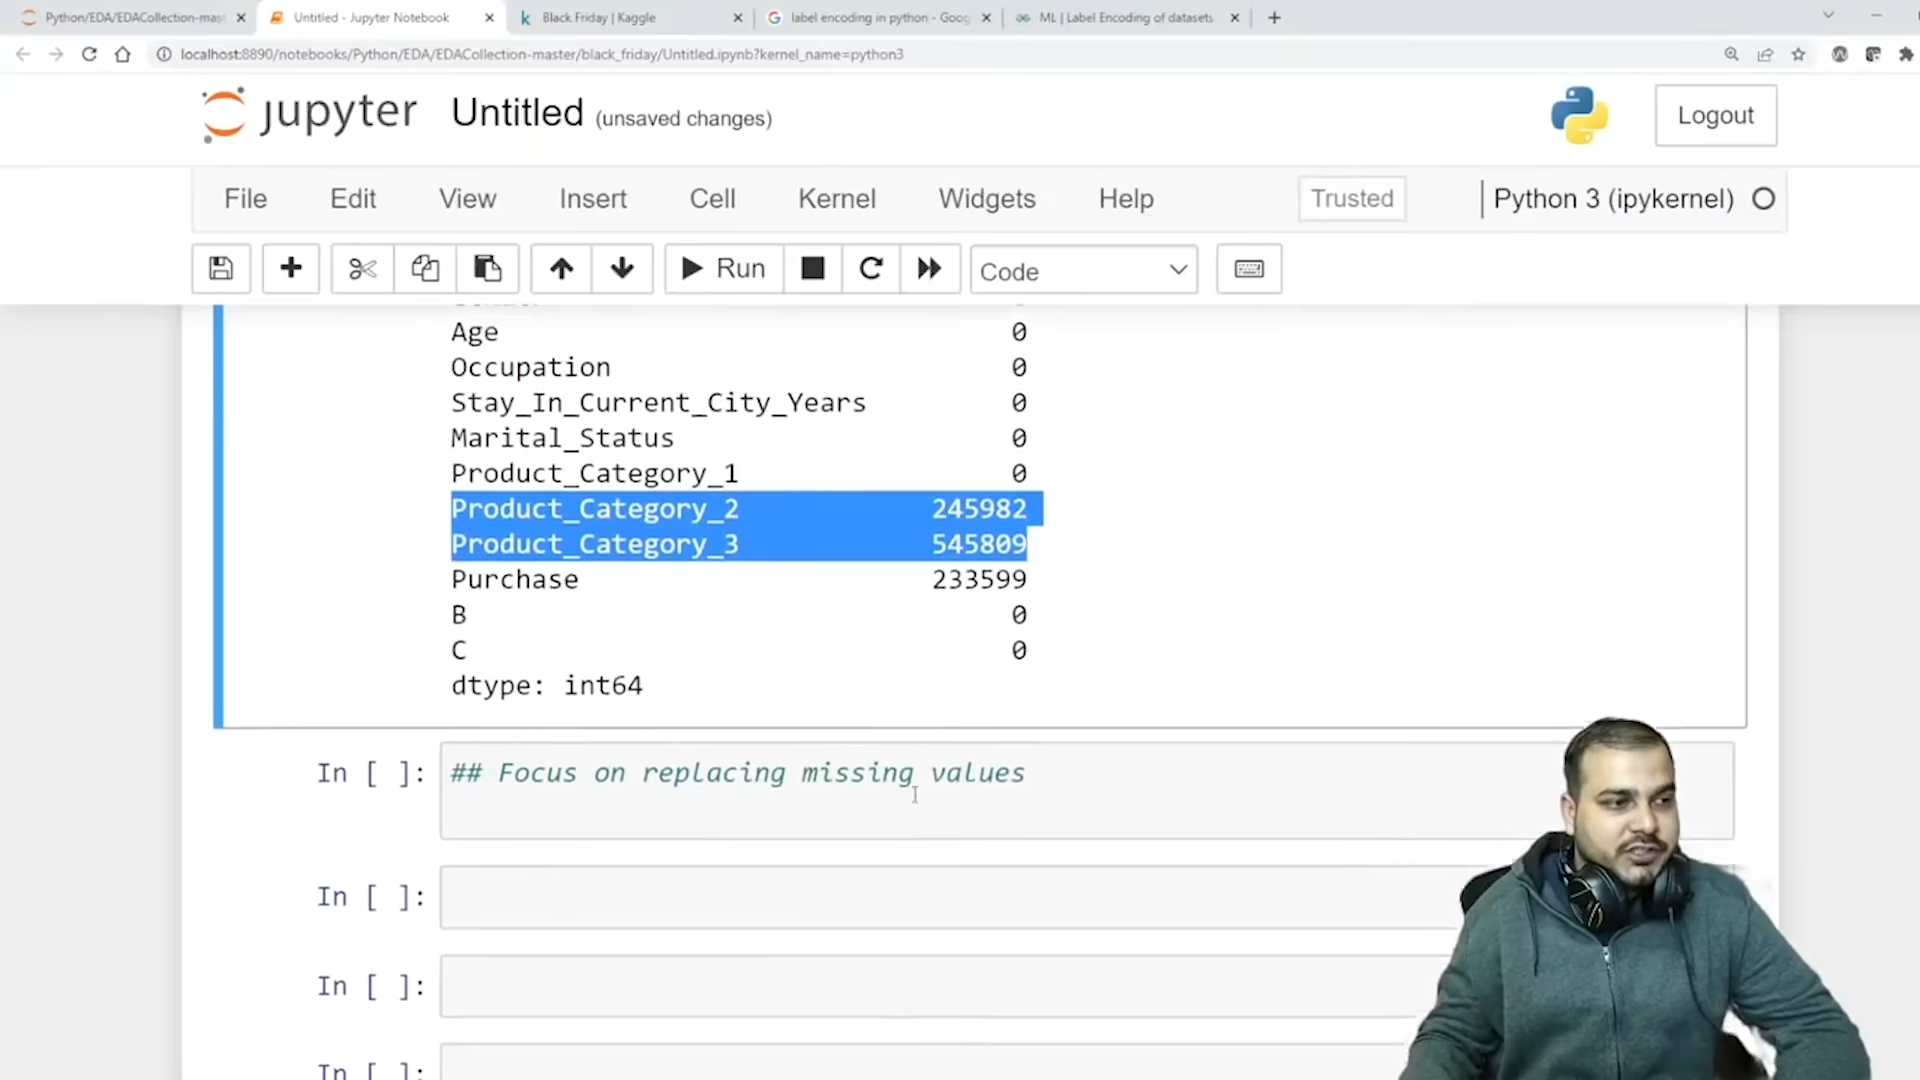 Python/EDA/EDACollection-mas
Untitled - Jupyter Notebook
Black Friday | Kaggle
label encoding in python - Goog
ML | Label Encoding of datasets
localhost:8890/notebooks/Python/EDA/EDACollection-master/black_friday/Untitled.ipynb?kernel_name=python3
jupyter Untitled (unsaved changes)
Logout
File Edit View Insert Cell Kernel Widgets Help
Trusted
Python 3 (ipykernel)
Run
Code
Age 0
Occupation 0
Stay_In_Current_City_Years 0
Marital_Status 0
Product_Category_1 0
Product_Category_2 245982
Product_Category_3 545809
Purchase 233599
B 0
C 0
dtype: int64
In [ ]: ## Focus on replacing missing values
In [ ]:
In [ ]:
In [ ]: